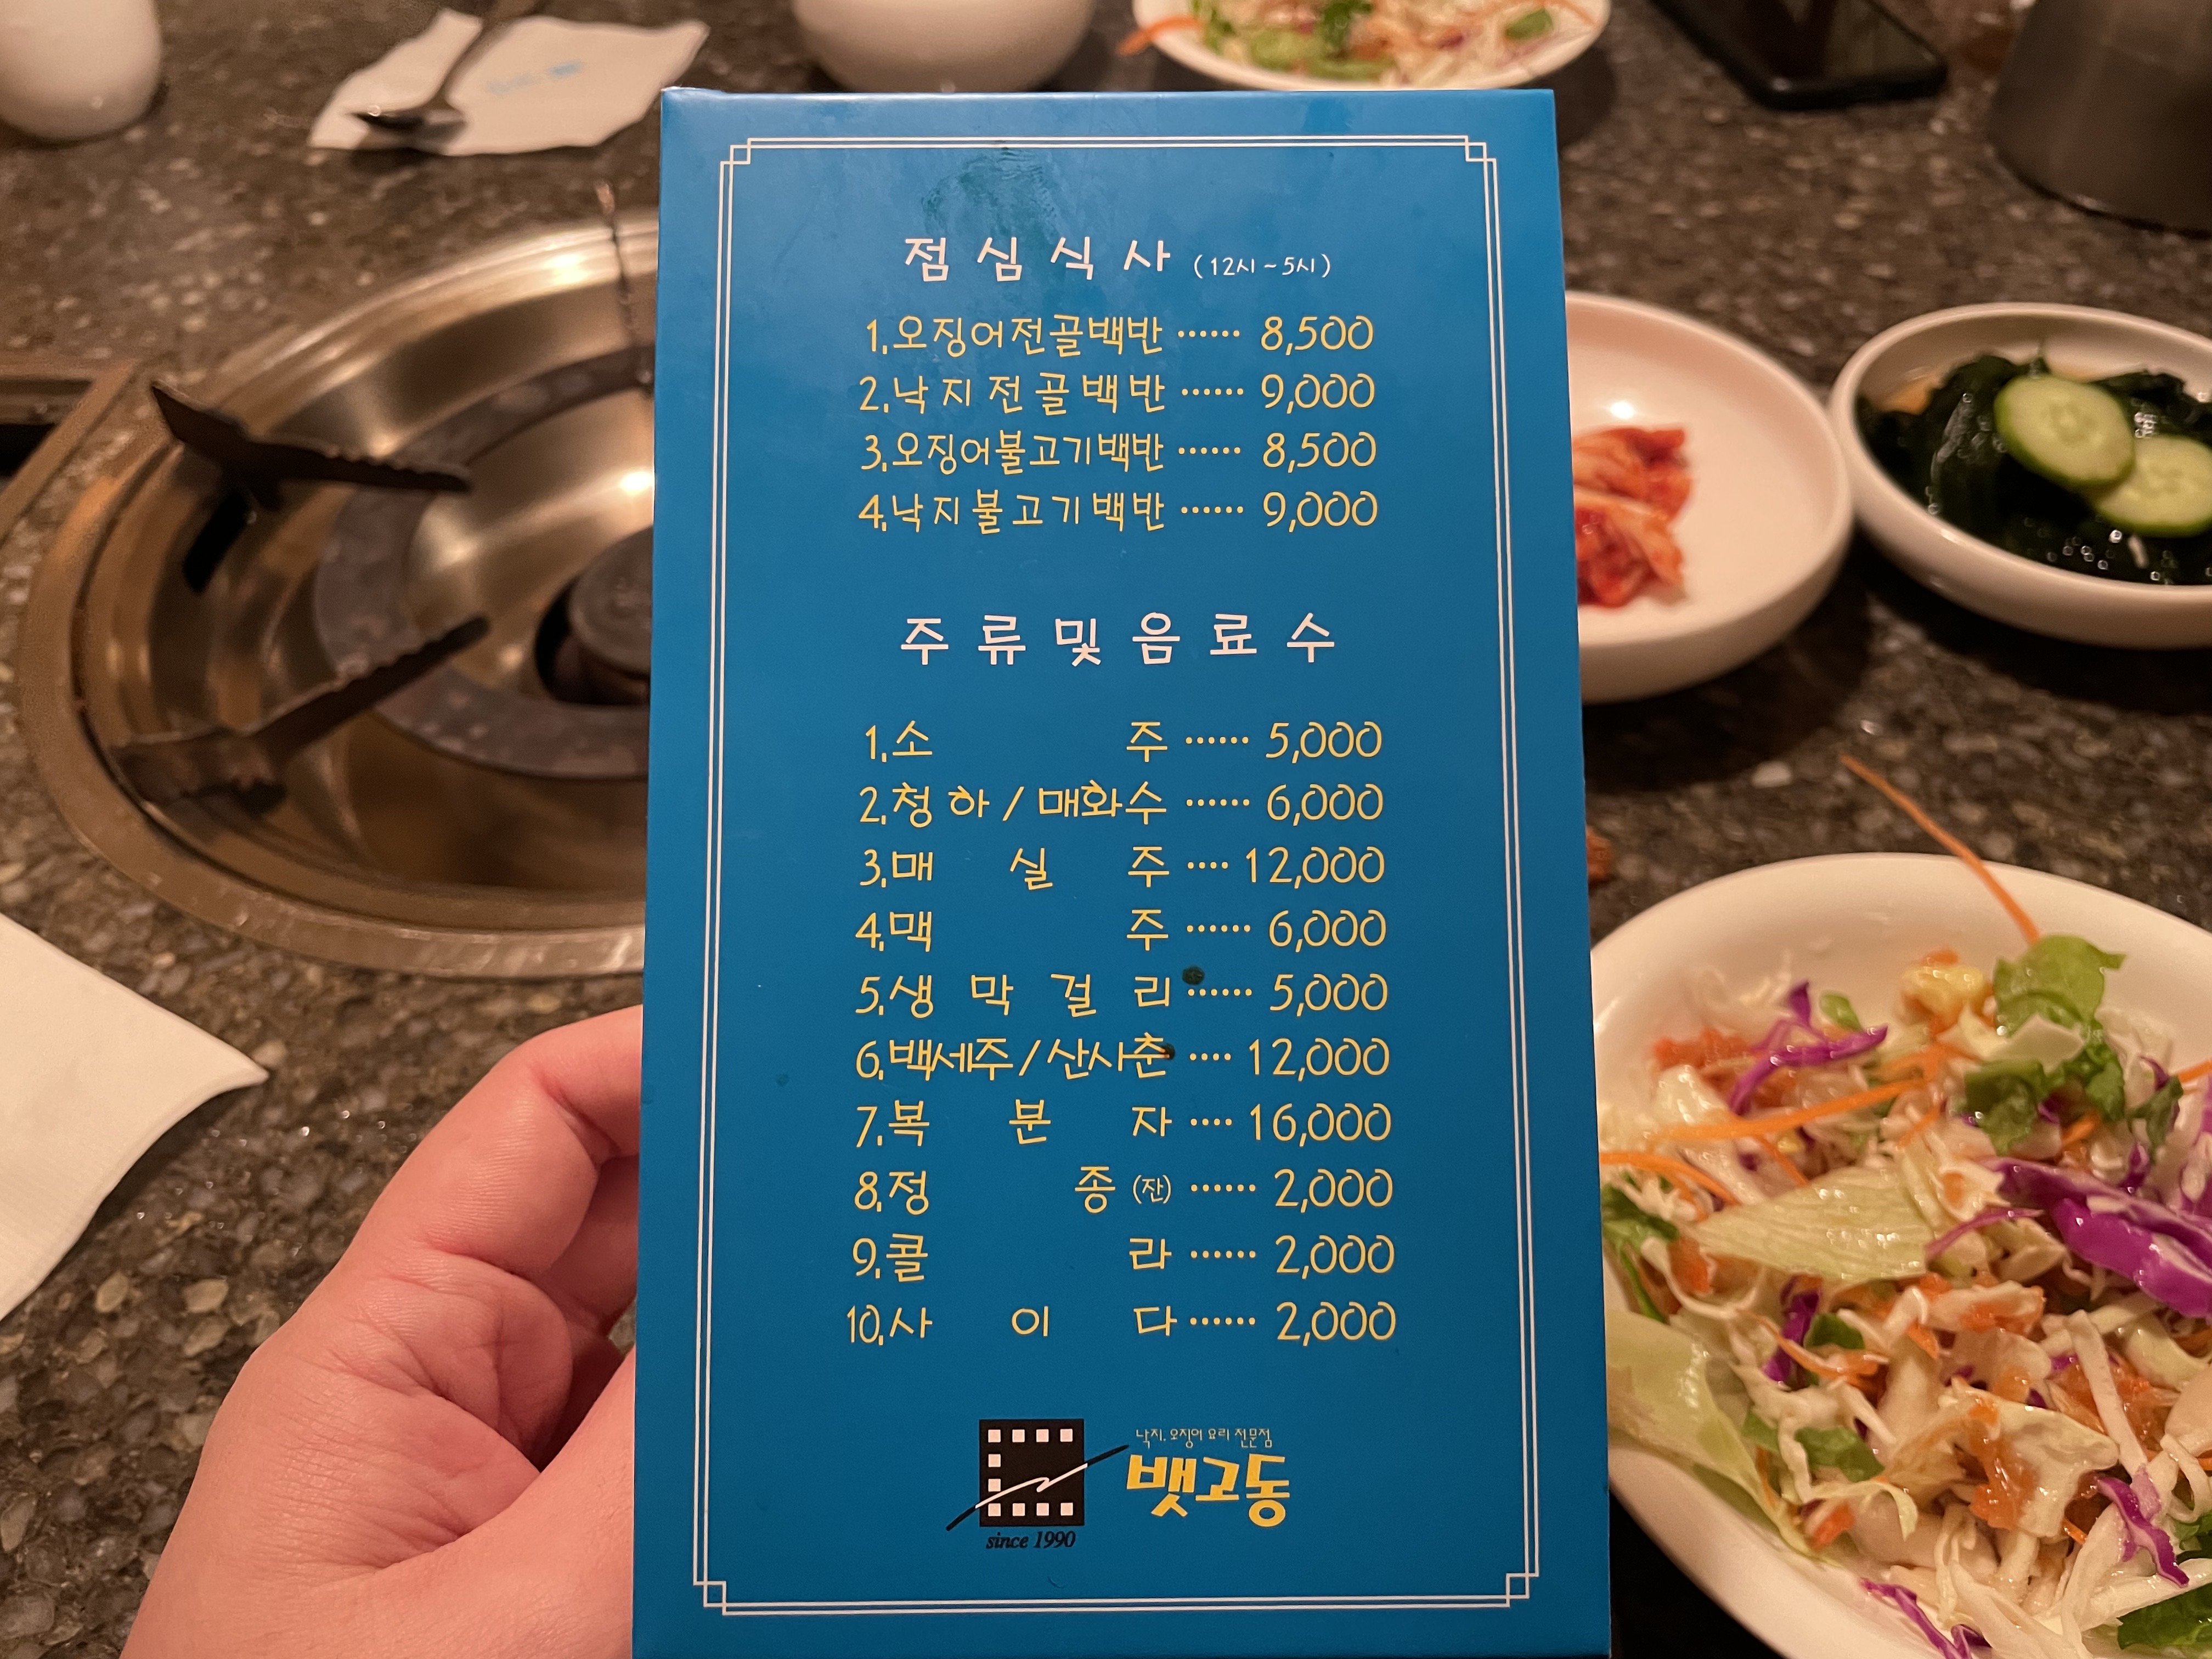 점심식사 (12시~5시)
1.오징어전골백반 ······ 8,500
2.낙지전골백반 ······ 9,000
3.오징어불고기백반 ······ 8,500
4.낙지불고기백반 ······ 9,000
주류및음료수
1.소주 ······ 5,000
2.청하/매화수 ······ 6,000
3.매실주 ···· 12,000
4.맥주 ······ 6,000
5.생막걸리 ······ 5,000
6.백세주/산사춘 ···· 12,000
7.복분자 ···· 16,000
8.정종(잔) ······ 2,000
9.콜라 ······ 2,000
10.사이다 ······ 2,000
낙지, 오징어 요리 전문점
뱃고동
since 1990